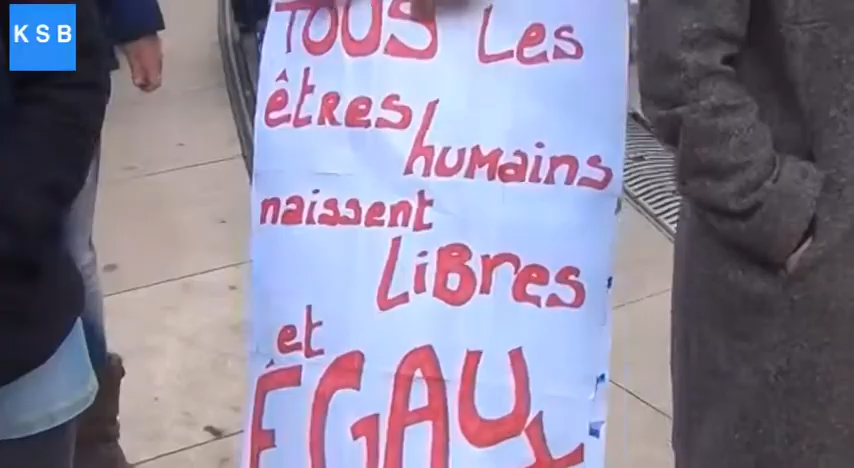 KSB
TOUS Les
êtRes
humains
naissent
LiBRes
et
ÉGAUX